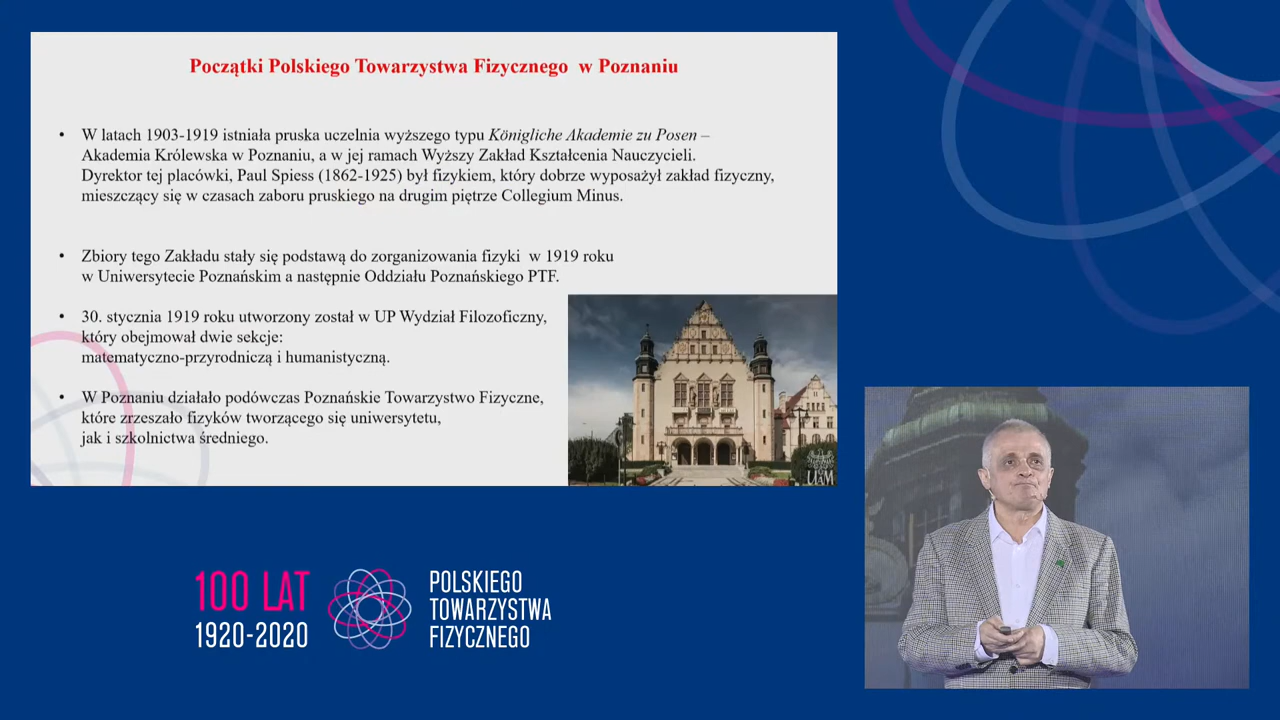 Początki Polskiego Towarzystwa Fizycznego w Poznaniu
• W latach 1903-1919 istniała pruska uczelnia wyższego typu Königliche Akademie zu Posen –
Akademia Królewska w Poznaniu, a w jej ramach Wyższy Zakład Kształcenia Nauczycieli.
Dyrektor tej placówki, Paul Spiess (1862-1925) był fizykiem, który dobrze wyposażył zakład fizyczny,
mieszczący się w czasach zaboru pruskiego na drugim piętrze Collegium Minus.
• Zbiory tego Zakładu stały się podstawą do zorganizowania fizyki w 1919 roku
w Uniwersytecie Poznańskim a następnie Oddziału Poznańskiego PTF.
• 30. stycznia 1919 roku utworzony został w UP Wydział Filozoficzny,
który obejmował dwie sekcje:
matematyczno-przyrodniczą i humanistyczną.
• W Poznaniu działało podówczas Poznańskie Towarzystwo Fizyczne,
które zrzeszało fizyków tworzącego się uniwersytetu,
jak i szkolnictwa średniego.
UAM
100 LAT
1920-2020
POLSKIEGO
TOWARZYSTWA
FIZYCZNEGO